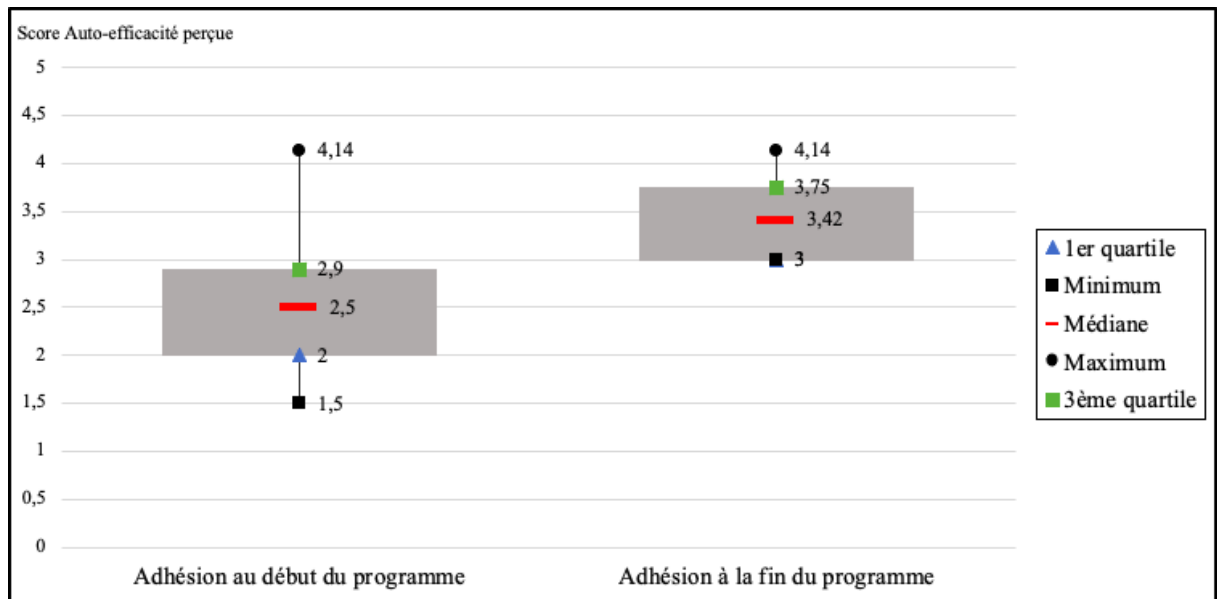 Score Auto-efficacité perçue
5
4,5
4
3,5
3
2,5
2
1,5
1
0,5
0
4,14
2,9
2,5
2
1,5
4,14
3,75
3,42
3
Adhésion au début du programme
Adhésion à la fin du programme
1er quartile
Minimum
Médiane
Maximum
3ème quartile